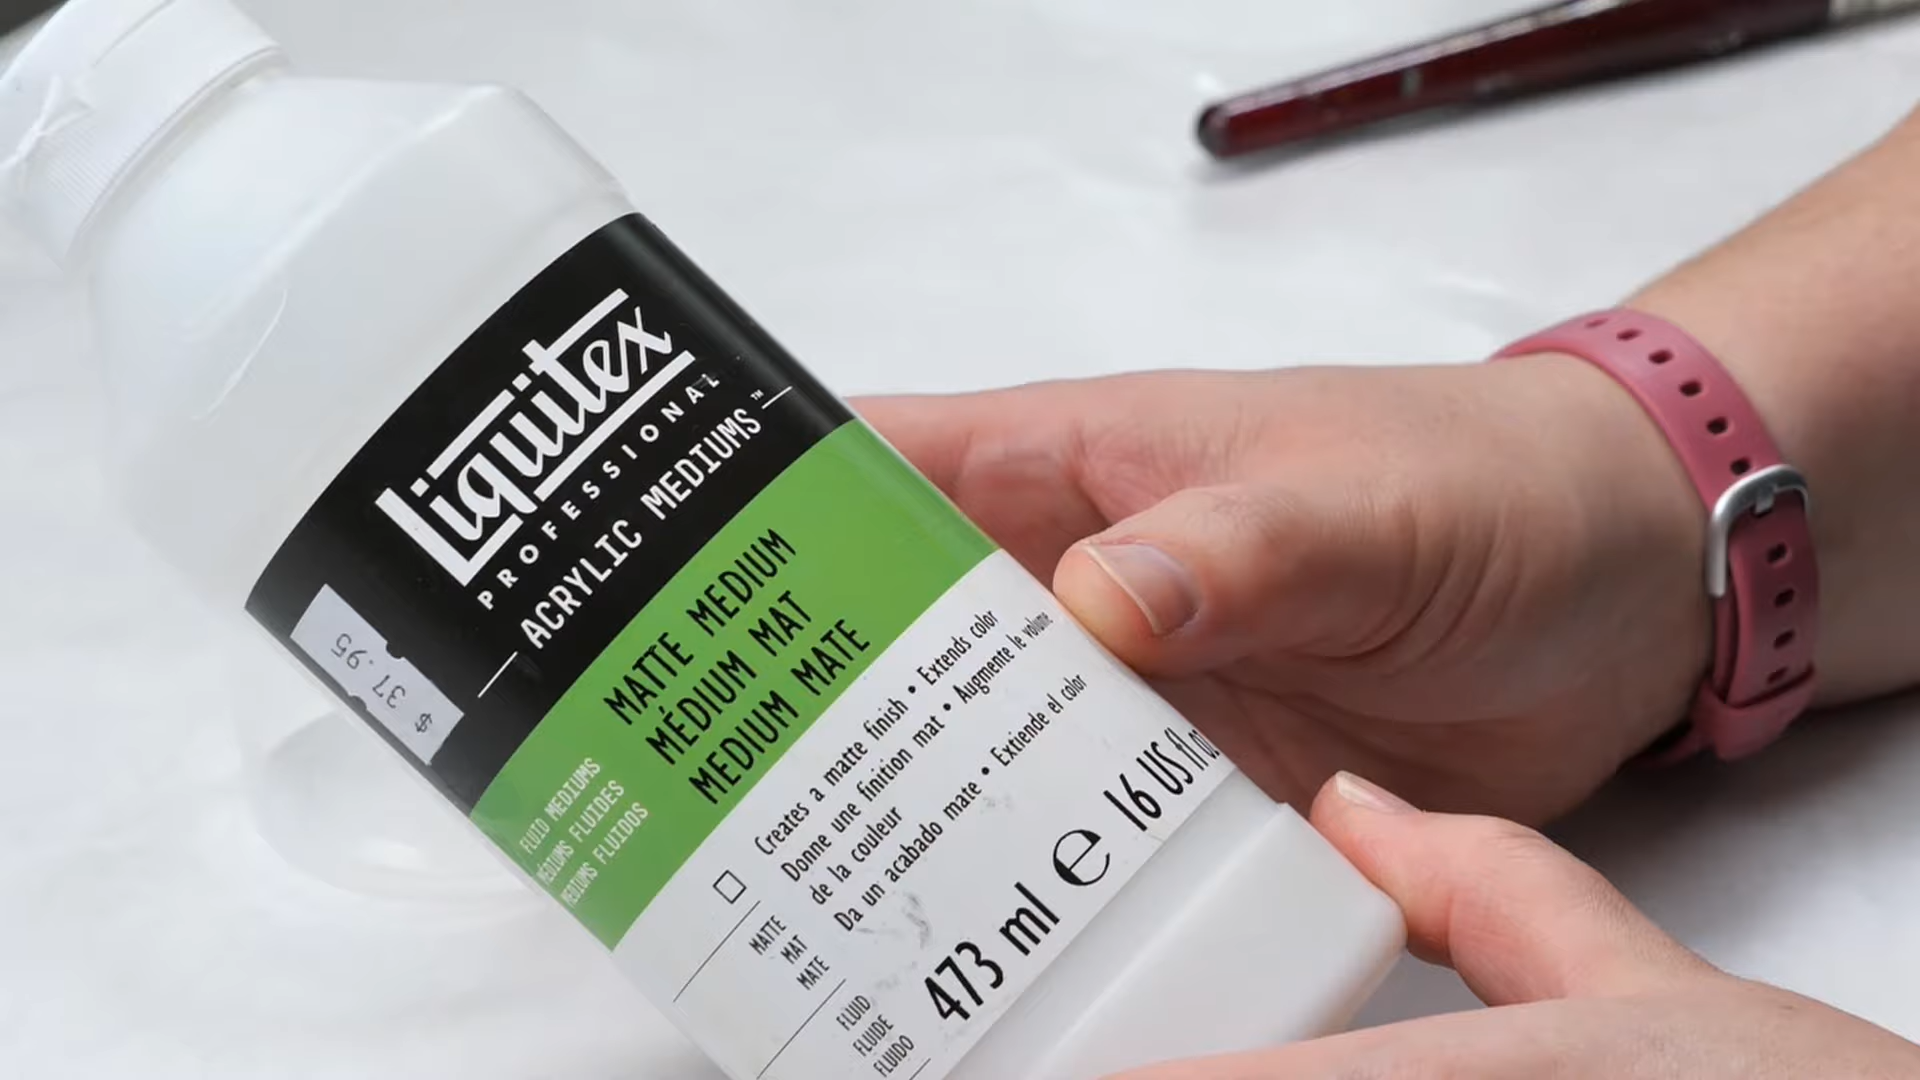 Liquitex
PROFESSIONAL
ACRYLIC MEDIUMS™
$ 37.95
MATTE MEDIUM
MÉDIUM MAT
MEDIUM MATE
FLUID MEDIUMS
MÉDIUMS FLUIDES
MEDIUMS FLUIDOS
Creates a matte finish • Extends color
Donne une finition mat • Augmente le volume
de la couleur
Da un acabado mate • Extiende el color
MATTE
MAT
MATE
FLUID
FLUIDE
FLUIDO
473 ml e 16 US fl oz